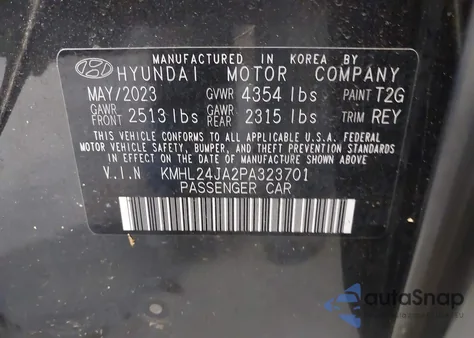 MANUFACTURED IN KOREA BY
HYUNDAI MOTOR COMPANY
MAY/2023 GVWR 4354 lbs PAINT T2G
GAWR FRONT 2513 lbs GAWR REAR 2315 lbs TRIM REY
THIS VEHICLE CONFORMS TO ALL APPLICABLE U.S.A. FEDERAL
MOTOR VEHICLE SAFETY, BUMPER, AND THEFT PREVENTION STANDARDS
IN EFFECT ON THE DATE OF MANUFACTURE SHOWN ABOVE.
V.I.N KMHL24JA2PA323701
PASSENGER CAR
autoSnap